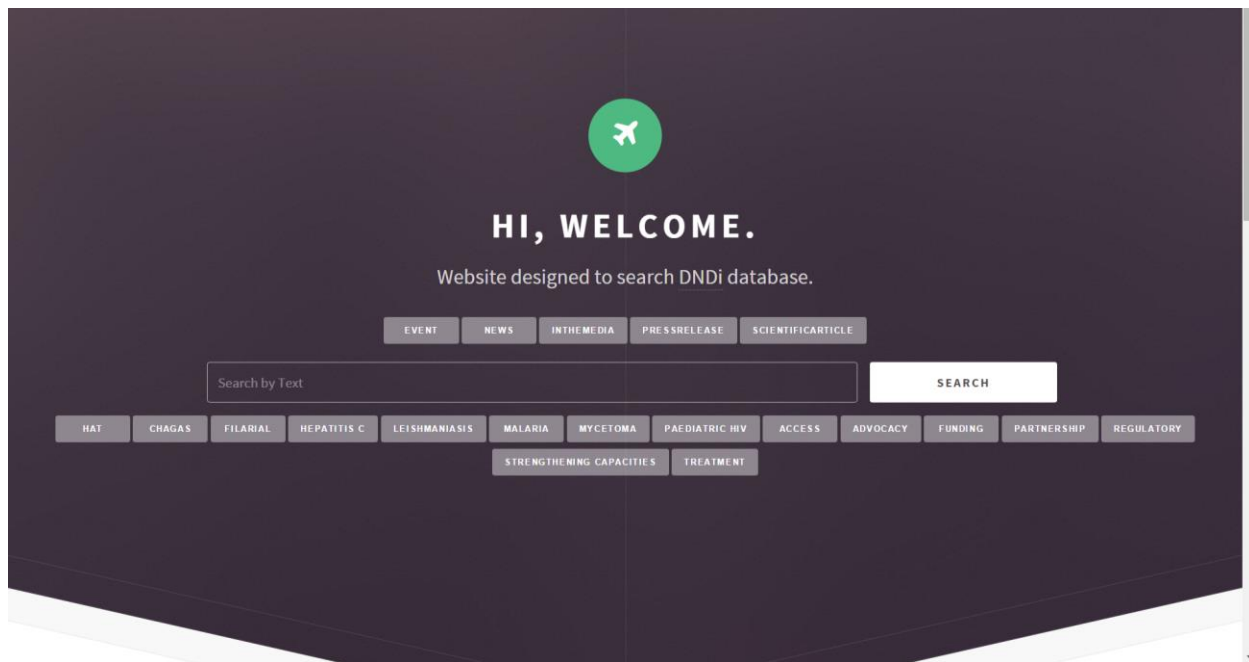 HI, WELCOME.
Website designed to search DNDi database.
EVENT NEWS INTHEMEDIA PRESSRELEASE SCIENTIFICARTICLE
Search by Text SEARCH
HAT CHAGAS FILARIAL HEPATITIS C LEISHMANIASIS MALARIA MYCETOMA PAEDIATRIC HIV ACCESS ADVOCACY FUNDING PARTNERSHIP REGULATORY
STRENGTHENING CAPACITIES TREATMENT